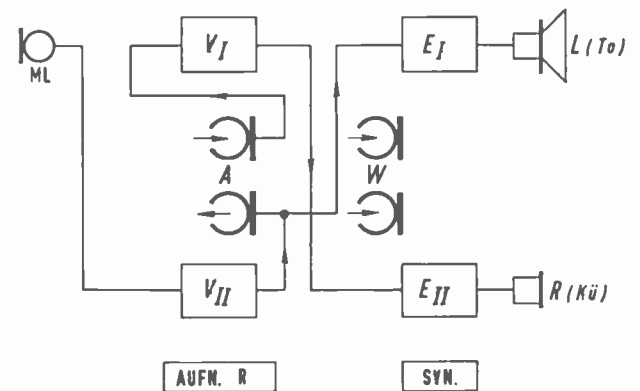 ML
V_I
E_I
L (To)
A
W
V_II
E_II
R (Kü)
AUFN. R
SYN.